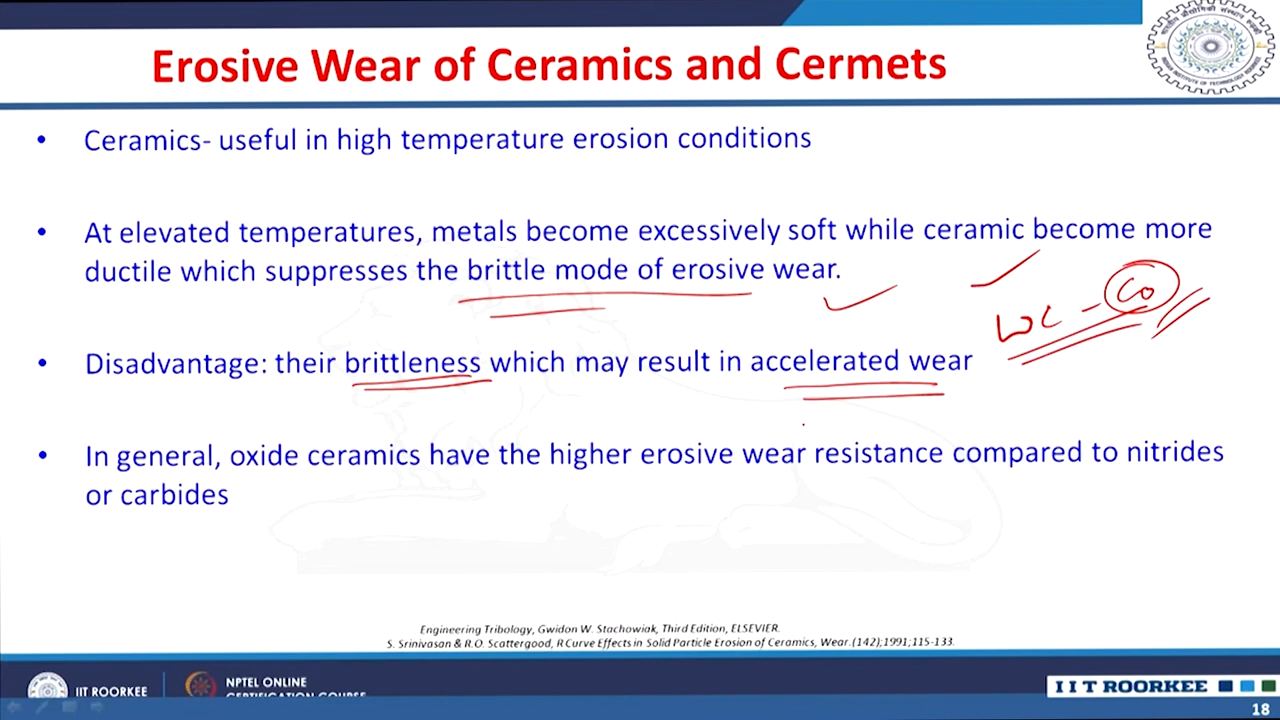 Erosive Wear of Ceramics and Cermets
• Ceramics- useful in high temperature erosion conditions
• At elevated temperatures, metals become excessively soft while ceramic become more
ductile which suppresses the brittle mode of erosive wear.
WC - Co
• Disadvantage: their brittleness which may result in accelerated wear
• In general, oxide ceramics have the higher erosive wear resistance compared to nitrides
or carbides
Engineering Tribology, Gwidon W. Stachowiak, Third Edition, ELSEVIER.
S. Srinivasan & R.O. Scattergood, R Curve Effects in Solid Particle Erosion of Ceramics, Wear.(142);1991;115-133.
IIT ROORKEE
NPTEL ONLINE
CERTIFICATION COURSE
I I T ROORKEE
18